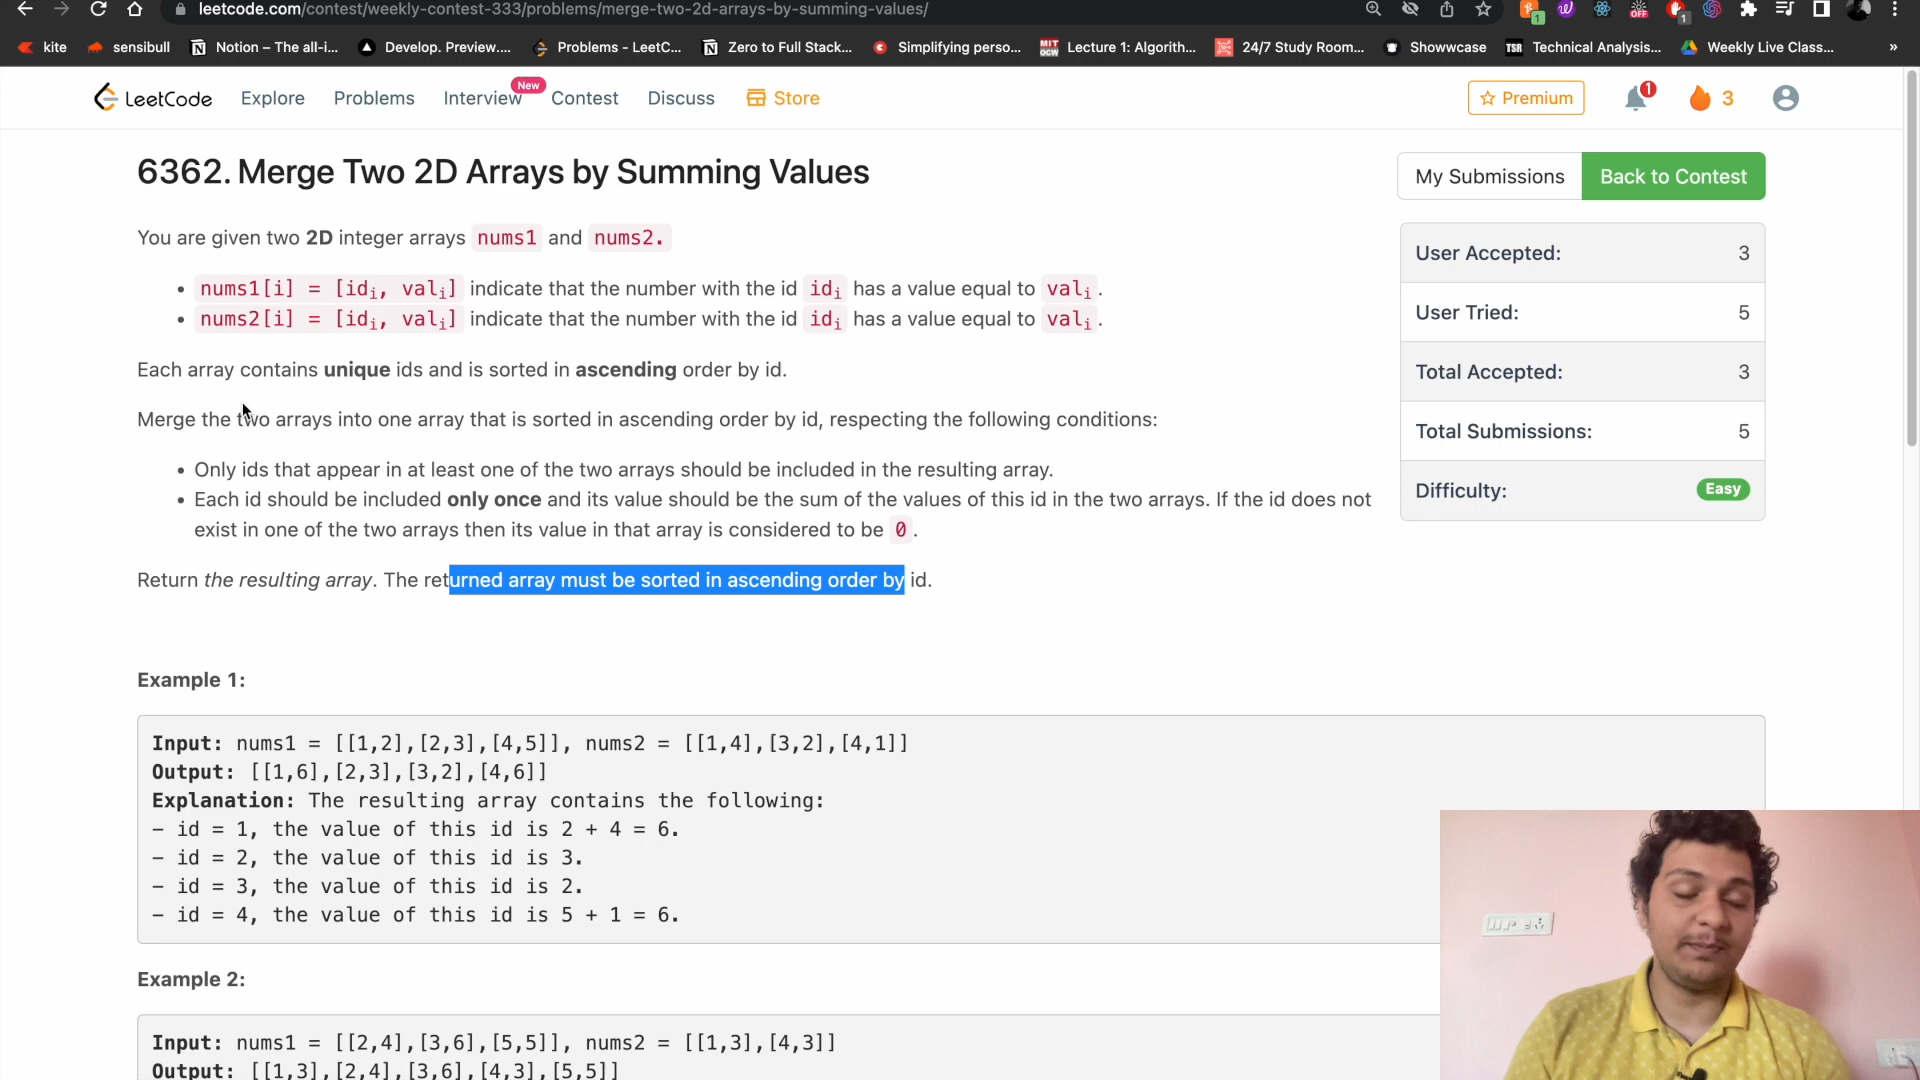 leetcode.com/contest/weekly-contest-333/problems/merge-two-2d-arrays-by-summing-values/
kite sensibull Notion – The all-i... Develop. Preview.... Problems - LeetC... Zero to Full Stack... Simplifying perso... MIT OCW Lecture 1: Algorith... 24/7 Study Room... Showwcase TSR Technical Analysis... Weekly Live Class... »
LeetCode Explore Problems Interview New Contest Discuss Store Premium 1 3
6362. Merge Two 2D Arrays by Summing Values
My Submissions Back to Contest
You are given two 2D integer arrays nums1 and nums2.
• nums1[i] = [idi, vali] indicate that the number with the id idi has a value equal to vali.
• nums2[i] = [idi, vali] indicate that the number with the id idi has a value equal to vali.
Each array contains unique ids and is sorted in ascending order by id.
Merge the two arrays into one array that is sorted in ascending order by id, respecting the following conditions:
• Only ids that appear in at least one of the two arrays should be included in the resulting array.
• Each id should be included only once and its value should be the sum of the values of this id in the two arrays. If the id does not
exist in one of the two arrays then its value in that array is considered to be 0.
Return the resulting array. The returned array must be sorted in ascending order by id.
User Accepted: 3
User Tried: 5
Total Accepted: 3
Total Submissions: 5
Difficulty: Easy
Example 1:
Input: nums1 = [[1,2],[2,3],[4,5]], nums2 = [[1,4],[3,2],[4,1]]
Output: [[1,6],[2,3],[3,2],[4,6]]
Explanation: The resulting array contains the following:
- id = 1, the value of this id is 2 + 4 = 6.
- id = 2, the value of this id is 3.
- id = 3, the value of this id is 2.
- id = 4, the value of this id is 5 + 1 = 6.
Example 2:
Input: nums1 = [[2,4],[3,6],[5,5]], nums2 = [[1,3],[4,3]]
Output: [[1,3],[2,4],[3,6],[4,3],[5,5]]